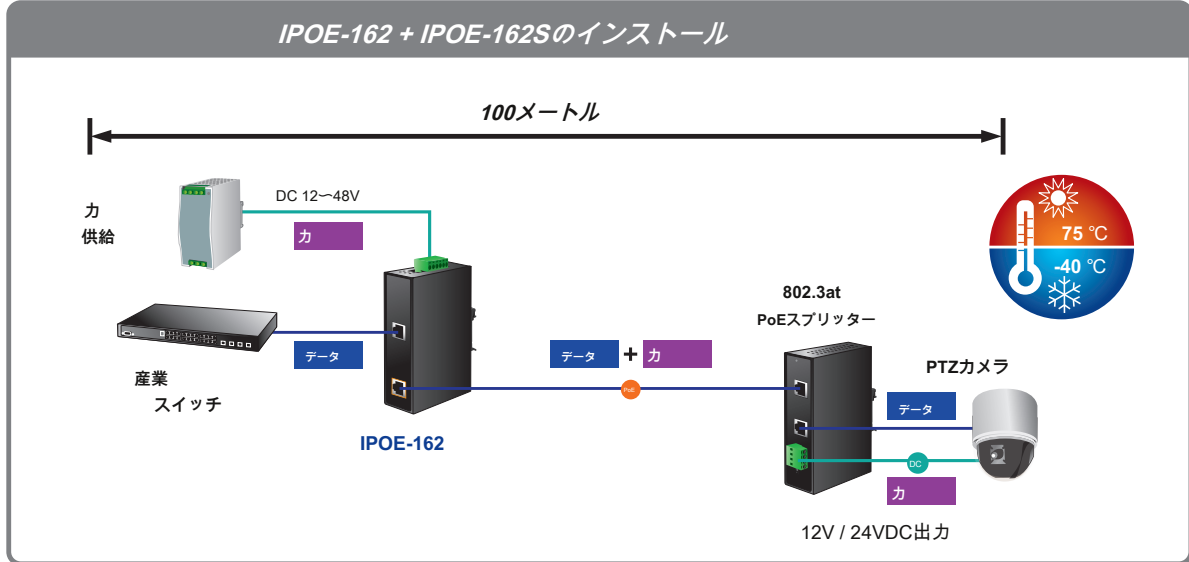 IPOE-162 + IPOE-162Sのインストール
100メートル
DC 12〜48V
力
供給
力
75 °C
-40 °C
802.3at
PoEスプリッター
データ
データ + 力
PoE
産業
スイッチ
IPOE-162
PTZカメラ
データ
DC
力
12V / 24VDC出力